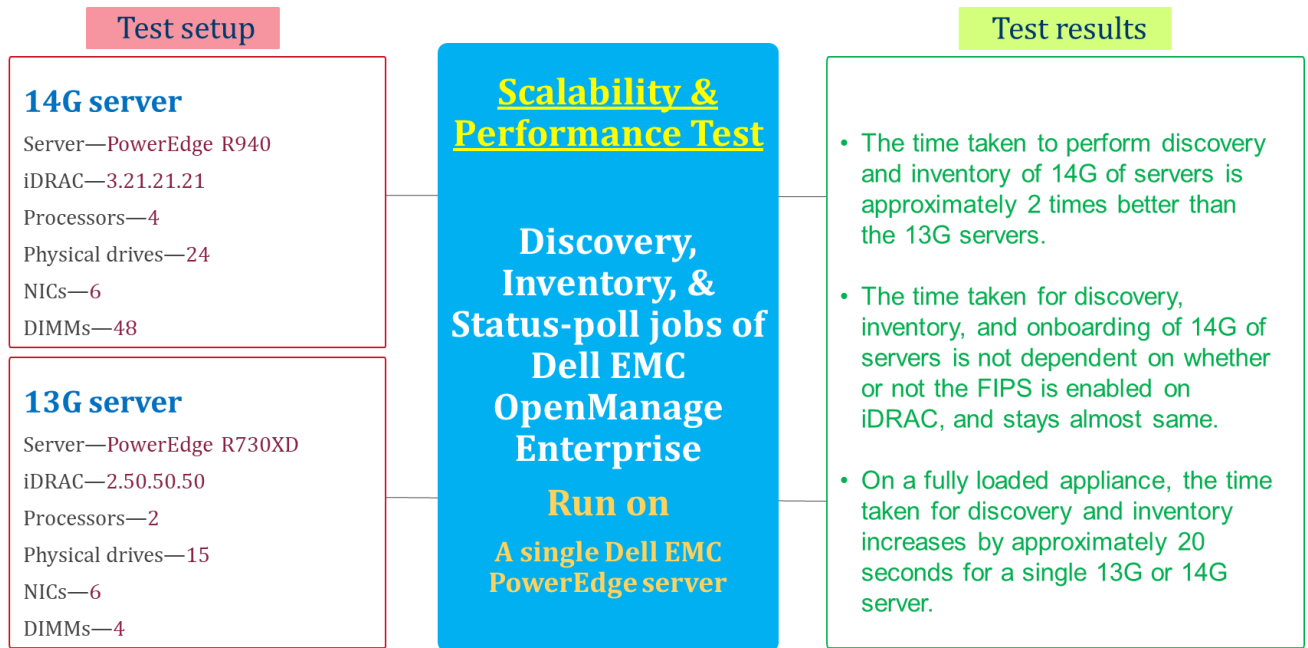 Test setup
14G server
Server—PowerEdge R940
iDRAC—3.21.21.21
Processors—4
Physical drives—24
NICs—6
DIMMs—48
13G server
Server—PowerEdge R730XD
iDRAC—2.50.50.50
Processors—2
Physical drives—15
NICs—6
DIMMs—4
Scalability &
Performance Test
Discovery,
Inventory, &
Status-poll jobs of
Dell EMC
OpenManage
Enterprise
Run on
A single Dell EMC
PowerEdge server
Test results
• The time taken to perform discovery
and inventory of 14G of servers is
approximately 2 times better than
the 13G servers.
• The time taken for discovery,
inventory, and onboarding of 14G of
servers is not dependent on whether
or not the FIPS is enabled on
iDRAC, and stays almost same.
• On a fully loaded appliance, the time
taken for discovery and inventory
increases by approximately 20
seconds for a single 13G or 14G
server.